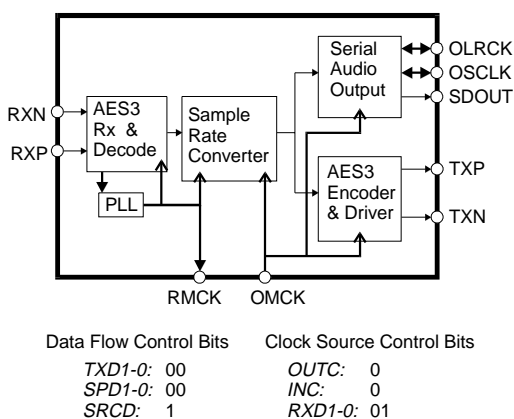 Serial
Audio
Output
OLRCK
OSCLK
SDOUT
RXN
RXP
AES3
Rx &
Decode
Sample
Rate
Converter
PLL
AES3
Encoder
& Driver
TXP
TXN
RMCK
OMCK
Data Flow Control Bits
TXD1-0: 00
SPD1-0: 00
SRCD: 1
Clock Source Control Bits
OUTC: 0
INC: 0
RXD1-0: 01